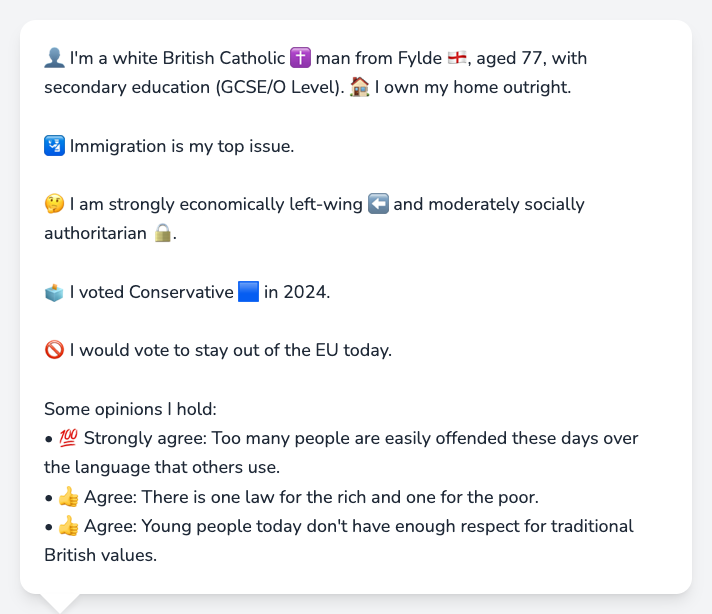 👤 I'm a white British Catholic ✝️ man from Fylde 🏴󠁧󠁢󠁥󠁮󠁧󠁿, aged 77, with
secondary education (GCSE/O Level). 🏠 I own my home outright.
🛂 Immigration is my top issue.
🤔 I am strongly economically left-wing ⬅️ and moderately socially
authoritarian 🔒.
🗳️ I voted Conservative 🟦 in 2024.
🚫 I would vote to stay out of the EU today.
Some opinions I hold:
• 💯 Strongly agree: Too many people are easily offended these days over
the language that others use.
• 👍 Agree: There is one law for the rich and one for the poor.
• 👍 Agree: Young people today don't have enough respect for traditional
British values.